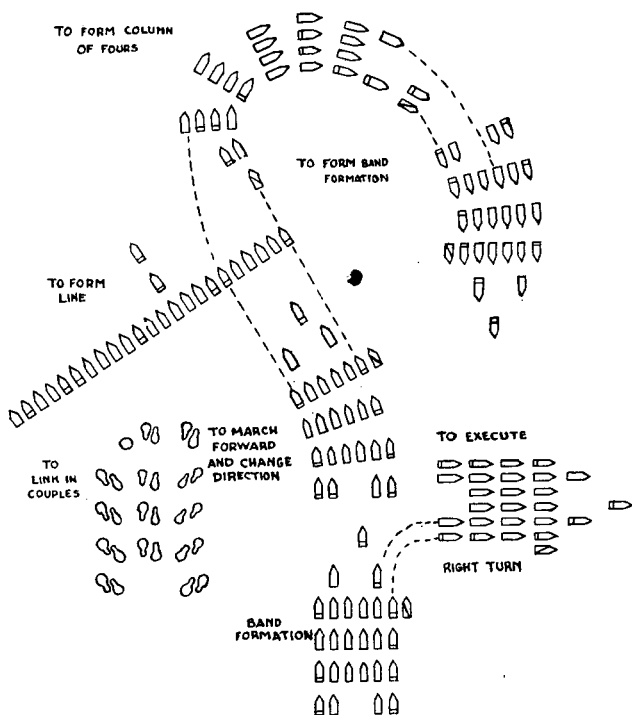 TO FORM COLUMN
OF FOURS
TO FORM BAND
FORMATION
TO FORM
LINE
TO MARCH
FORWARD
AND CHANGE
DIRECTION
TO
LINK IN
COUPLES
TO EXECUTE
RIGHT TURN
BAND
FORMATION